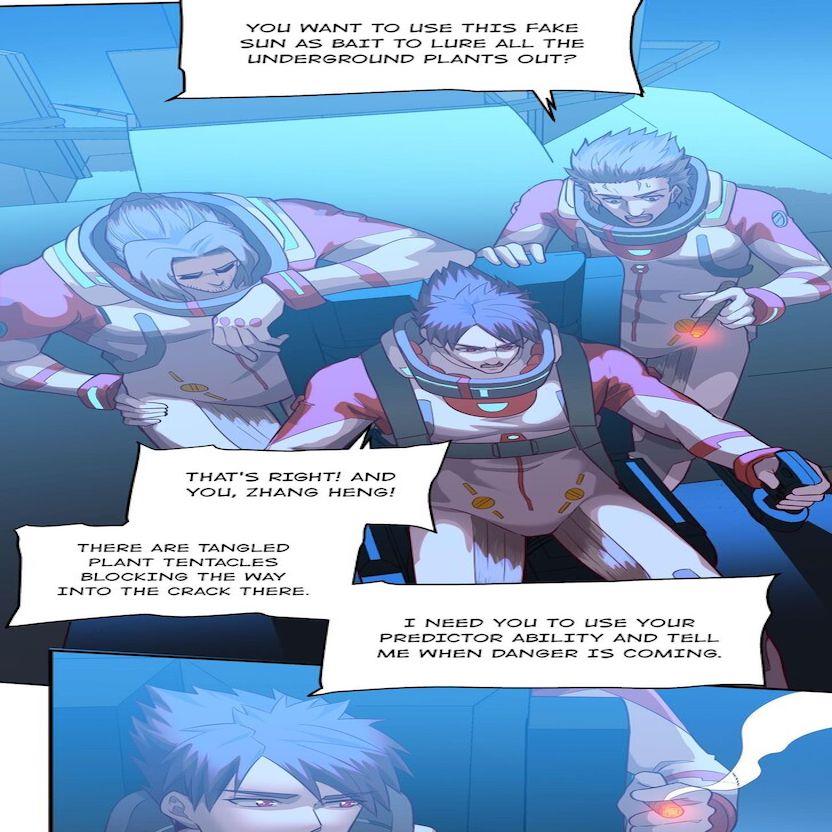 YOU WANT TO USE THIS FAKE
SUN AS BAIT TO LURE ALL THE
UNDERGROUND PLANTS OUT?
THAT'S RIGHT! AND
YOU, ZHANG HENG!
THERE ARE TANGLED
PLANT TENTACLES
BLOCKING THE WAY
INTO THE CRACK THERE.
I NEED YOU TO USE YOUR
PREDICTOR ABILITY AND TELL
ME WHEN DANGER IS COMING.